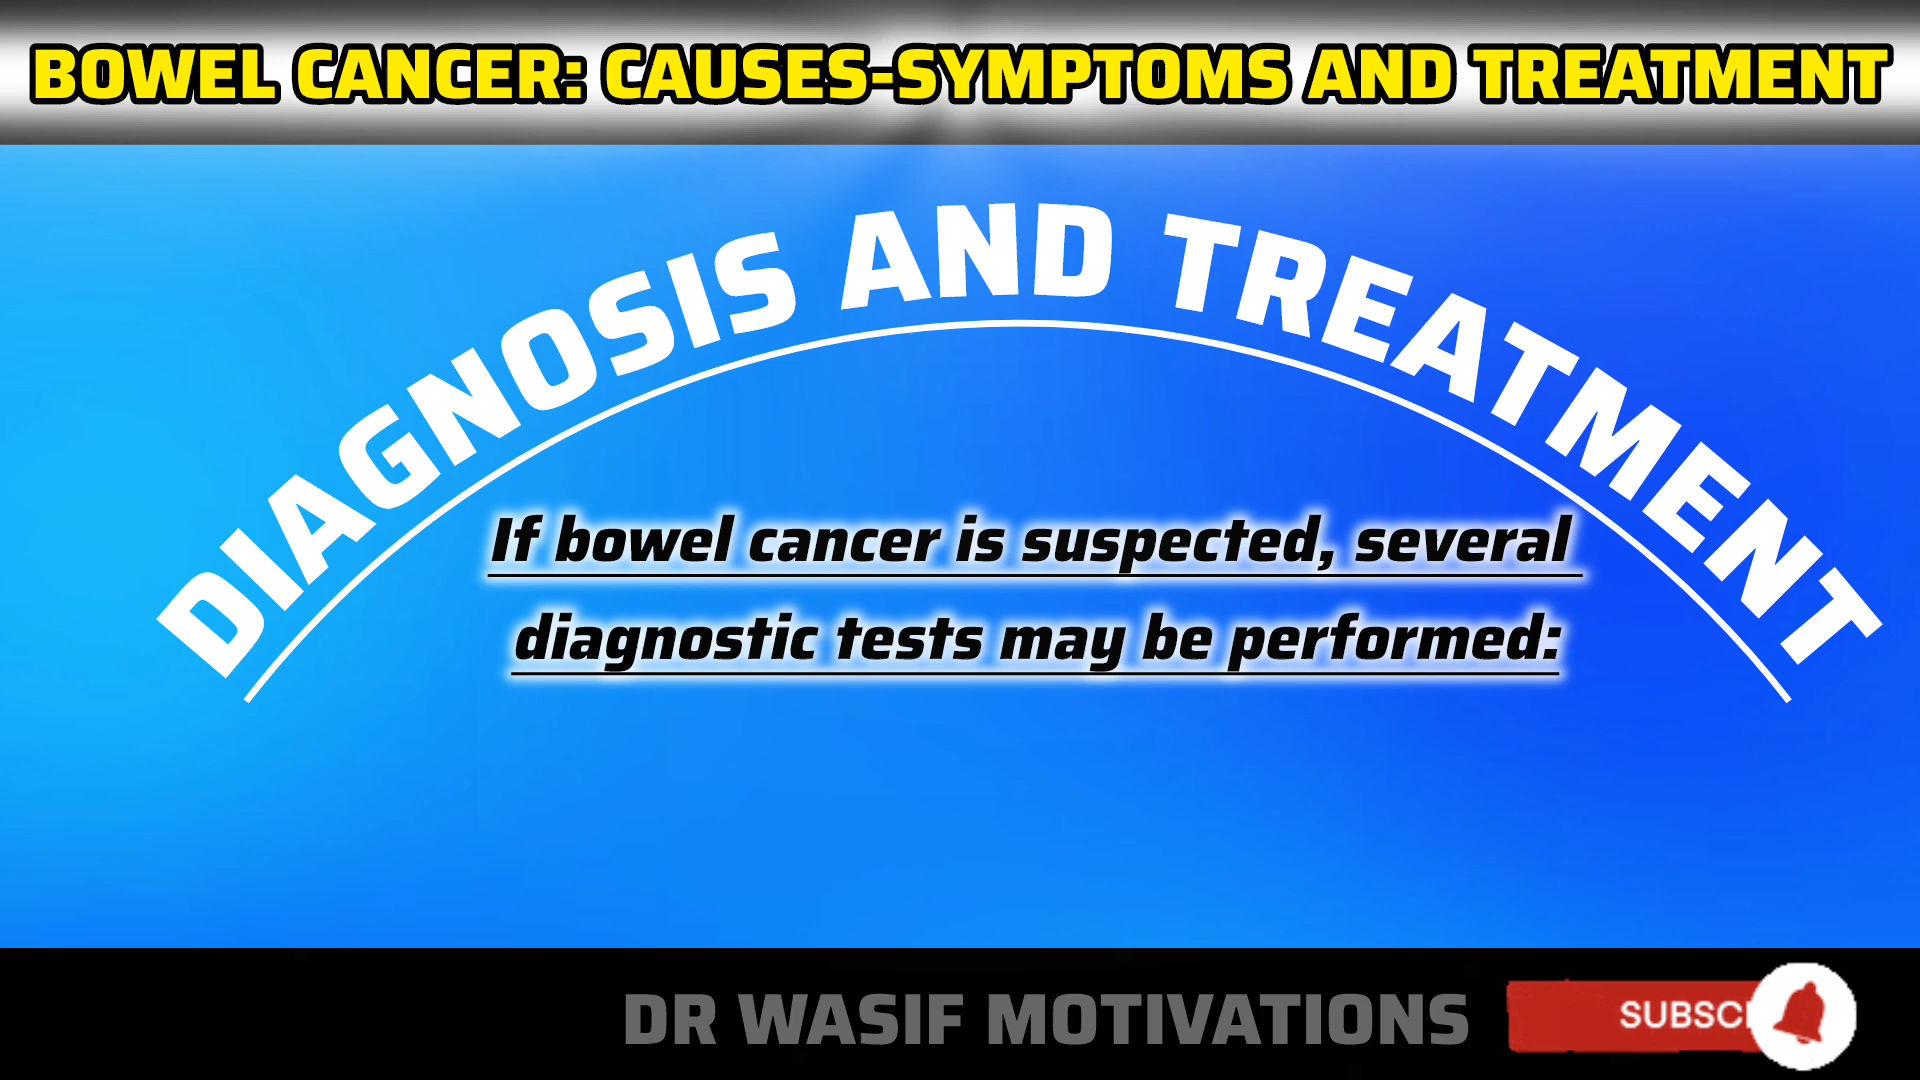 BOWEL CANCER: CAUSES-SYMPTOMS AND TREATMENT
DIAGNOSIS AND TREATMENT
If bowel cancer is suspected, several
diagnostic tests may be performed:
DR WASIF MOTIVATIONS
SUBSC